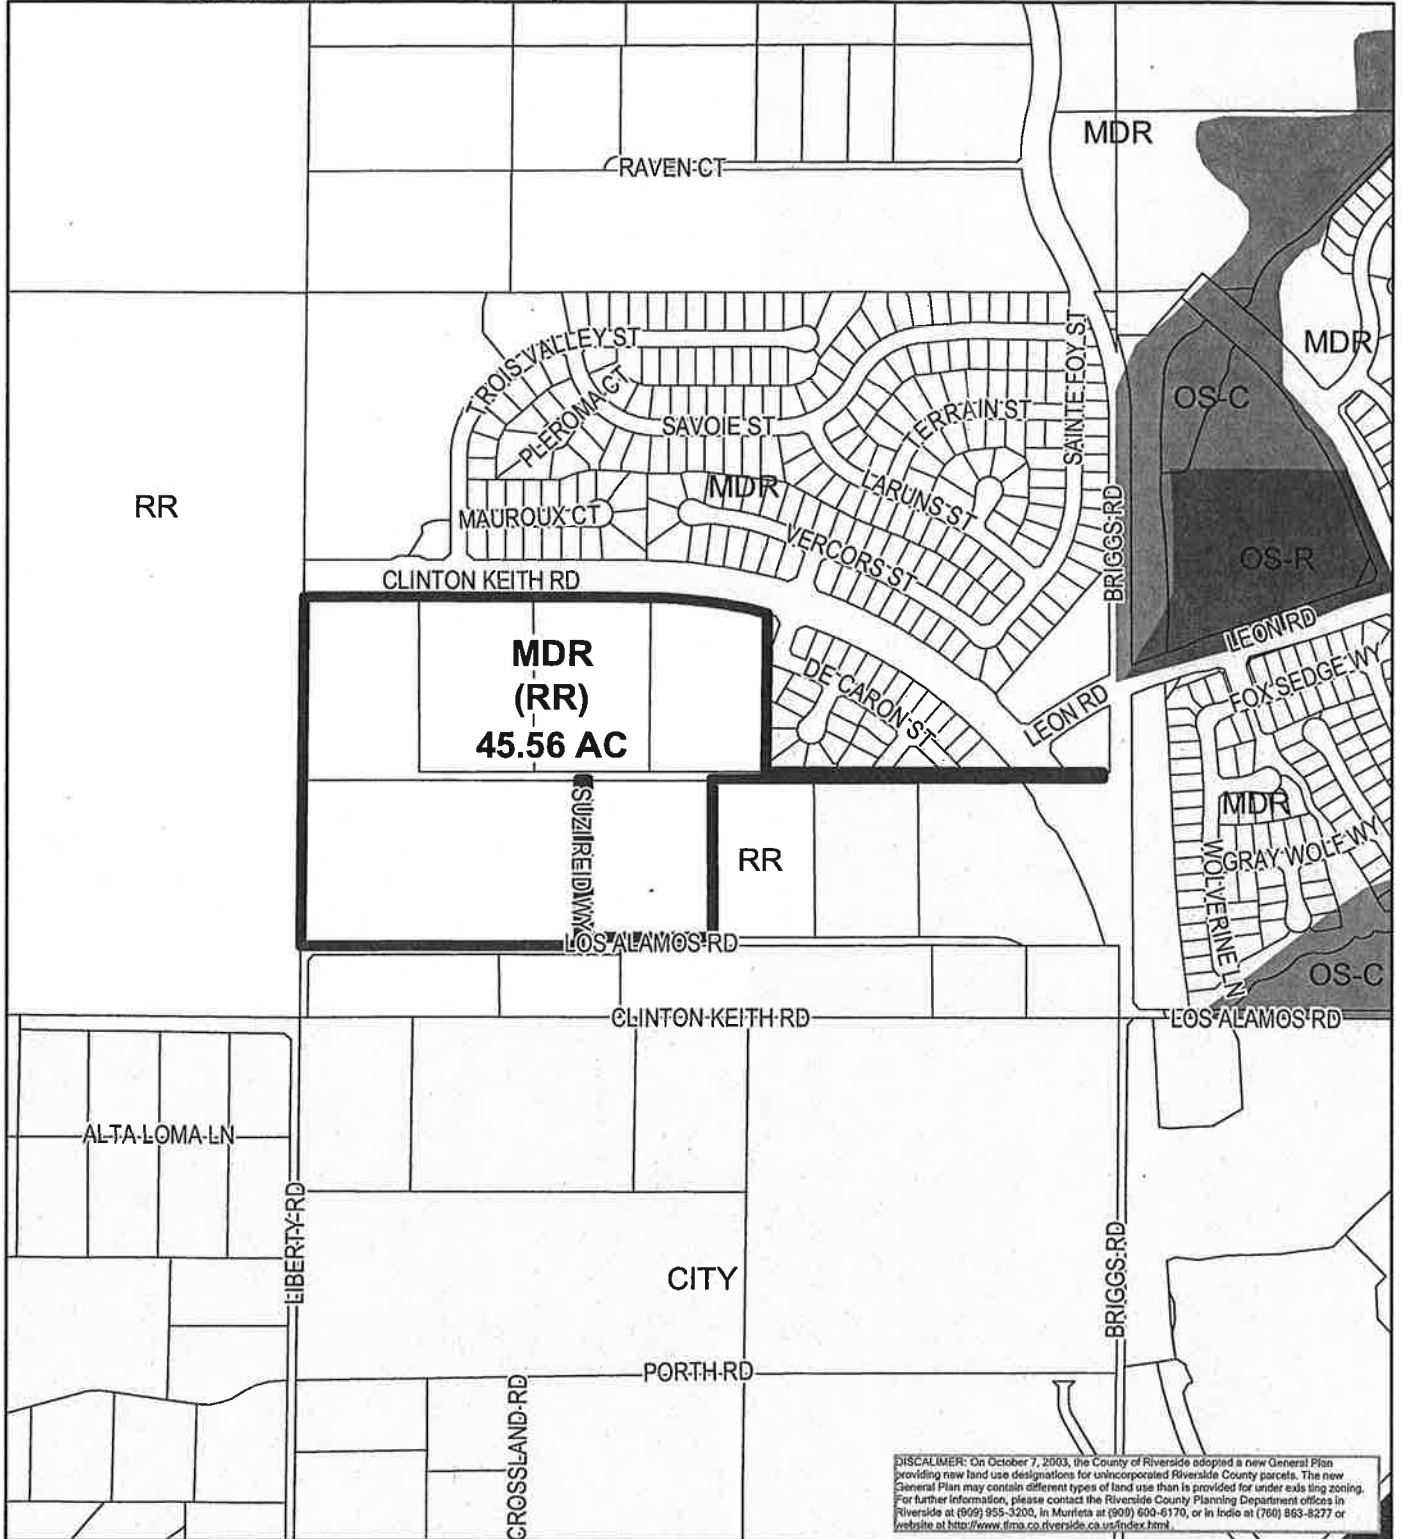 MDR
RAVEN CT
TROIS VALLEY ST
SAINTE FOY ST
MDR
PLEROMA CT
OS-C
TERRAIN ST
SAVOIE ST
MDR
LARUNS ST
RR
MAUROUX CT
VERCORS ST
BRIGGS RD
OS-R
CLINTON KEITH RD
LEON RD
MDR
(RR)
45.56 AC
DE CARON ST
FOX SEDGE WY
LEON RD
SUZI REID WY
MDR
RR
GRAY WOLF WY
WOLVERINE LN
LOS ALAMOS RD
OS-C
CLINTON KEITH RD
LOS ALAMOS RD
ALTA LOMA LN
LIBERTY RD
CITY
BRIGGS RD
PORTH RD
CROSSLAND RD
DISCALIMER: On October 7, 2003, the County of Riverside adopted a new General Plan
providing new land use designations for unincorporated Riverside County parcels. The new
General Plan may contain different types of land use than is provided for under exis ting zoning.
For further information, please contact the Riverside County Planning Department offices in
Riverside at (909) 955-3200, in Murrieta at (909) 600-6170, or in Indio at (760) 863-8277 or
website at http://www.tlma.co.riverside.ca.us/index.html